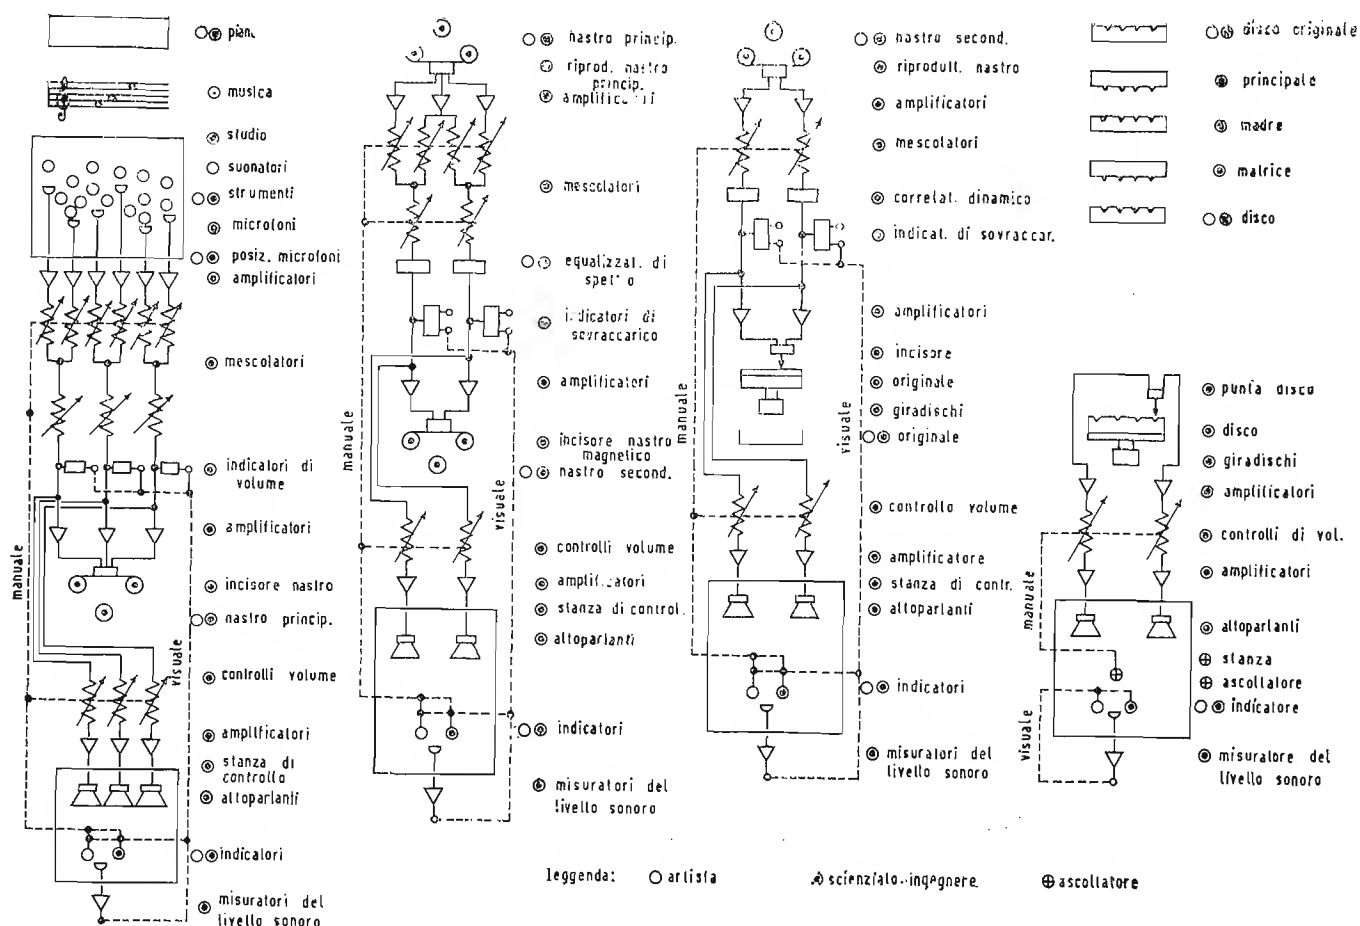 pian.
musica
studio
suonatori
strumenti
microfoni
posiz. microfoni
amplificatori
mescolatori
indicatori di
volume
amplificatori
incisore nastro
nastro princip.
controlli volume
amplificatori
stanza di
controllo
altoparlanti
indicatori
misuratori del
livello sonoro
manuale
visuale
nastro princip.
riprod. nastro
princip.
amplificatori
mescolatori
equalizzat. di
spettro
indicatori di
sovraccarico
amplificatori
incisore nastro
magnetico
nastro second.
controlli volume
amplificatori
stanza di control.
altoparlanti
indicatori
misuratori del
livello sonoro
manuale
visuale
nastro second.
riprodutt. nastro
amplificatori
mescolatori
correlat. dinamico
indicat. di sovraccar.
amplificatori
incisore
originale
giradischi
originale
controllo volume
amplificatore
stanza di contr.
altoparlanti
indicatori
misuratori del
livello sonoro
manuale
visuale
disco originale
principale
madre
matrice
disco
punta disco
disco
giradischi
amplificatori
controlli di vol.
amplificatori
altoparlanti
stanza
ascoltatore
indicatore
misuratore del
livello sonoro
manuale
visuale
leggenda: artista scienziato-ingegnere ascoltatore